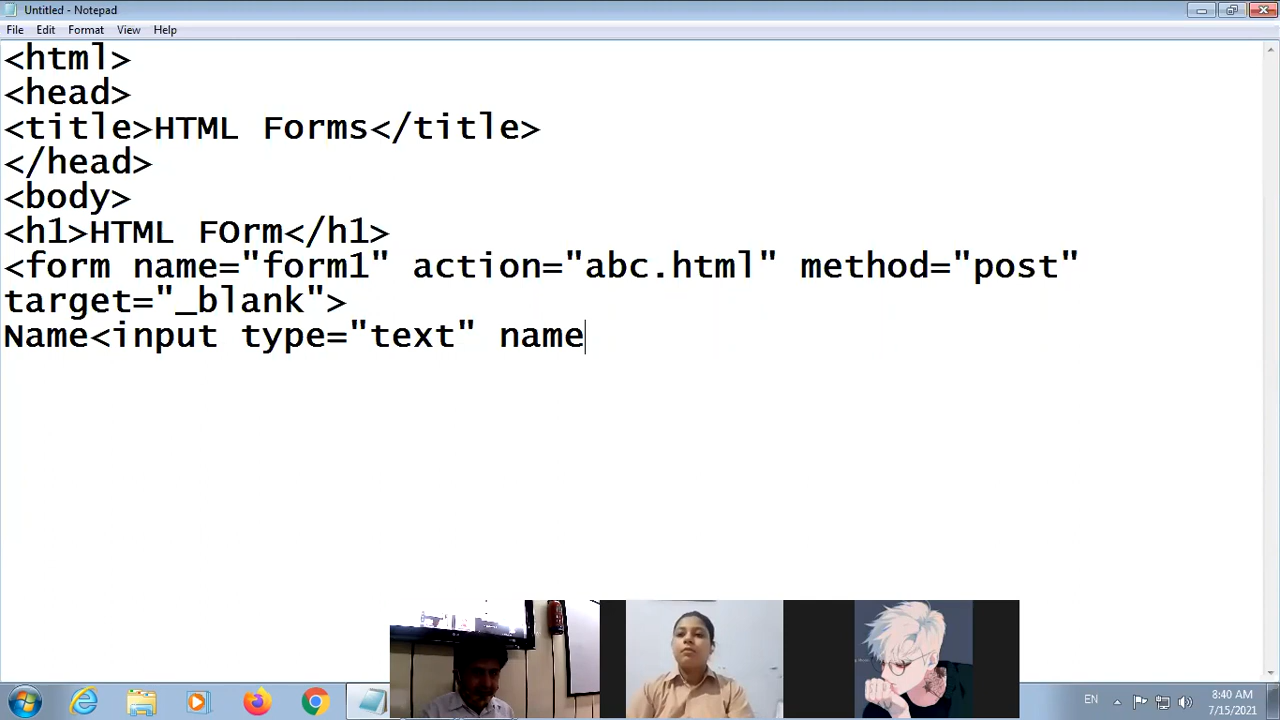 Untitled - Notepad
File Edit Format View Help
<html>
<head>
<title>HTML Forms</title>
</head>
<body>
<h1>HTML FOrm</h1>
<form name="form1" action="abc.html" method="post"
target="_blank">
Name<input type="text" name
EN
8:40 AM
7/15/2021